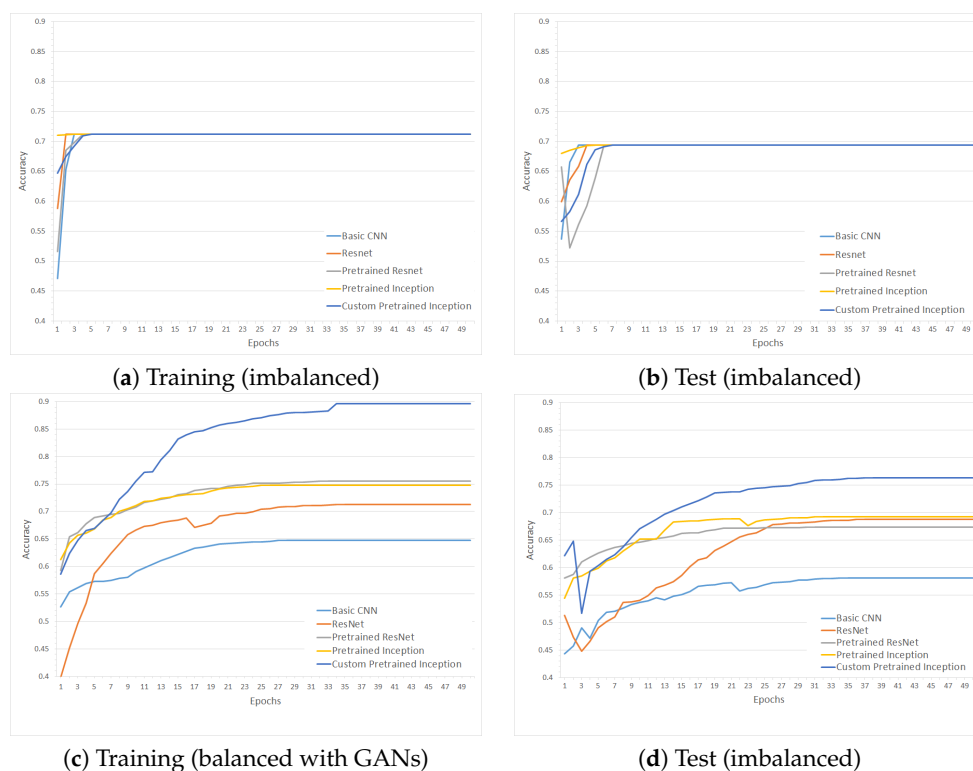 0.9
0.85
0.8
0.75
0.7
0.65
0.6
0.55
0.5
0.45
0.4
Accuracy
Basic CNN
Resnet
Pretrained Resnet
Pretrained Inception
Custom Pretrained Inception
1 3 5 7 9 11 13 15 17 19 21 23 25 27 29 31 33 35 37 39 41 43 45 47 49
Epochs
(a) Training (imbalanced)
0.9
0.85
0.8
0.75
0.7
0.65
0.6
0.55
0.5
0.45
0.4
Accuracy
Basic CNN
Resnet
Pretrained Resnet
Pretrained Inception
Custom Pretrained Inception
1 3 5 7 9 11 13 15 17 19 21 23 25 27 29 31 33 35 37 39 41 43 45 47 49
Epochs
(b) Test (imbalanced)
0.9
0.85
0.8
0.75
0.7
0.65
0.6
0.55
0.5
0.45
0.4
Accuracy
Basic CNN
ResNet
Pretrained ResNet
Pretrained Inception
Custom Pretrained Inception
1 3 5 7 9 11 13 15 17 19 21 23 25 27 29 31 33 35 37 39 41 43 45 47 49
Epochs
(c) Training (balanced with GANs)
0.9
0.85
0.8
0.75
0.7
0.65
0.6
0.55
0.5
0.45
0.4
Accuracy
Basic CNN
ResNet
Pretrained ResNet
Pretrained Inception
Custom Pretrained Inception
1 3 5 7 9 11 13 15 17 19 21 23 25 27 29 31 33 35 37 39 41 43 45 47 49
Epochs
(d) Test (imbalanced)